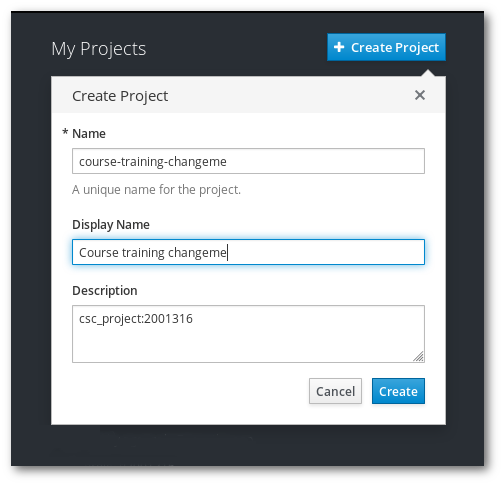 My Projects
+ Create Project
Create Project
* Name
course-training-changeme
A unique name for the project.
Display Name
Course training changeme
Description
csc_project:2001316
Cancel
Create